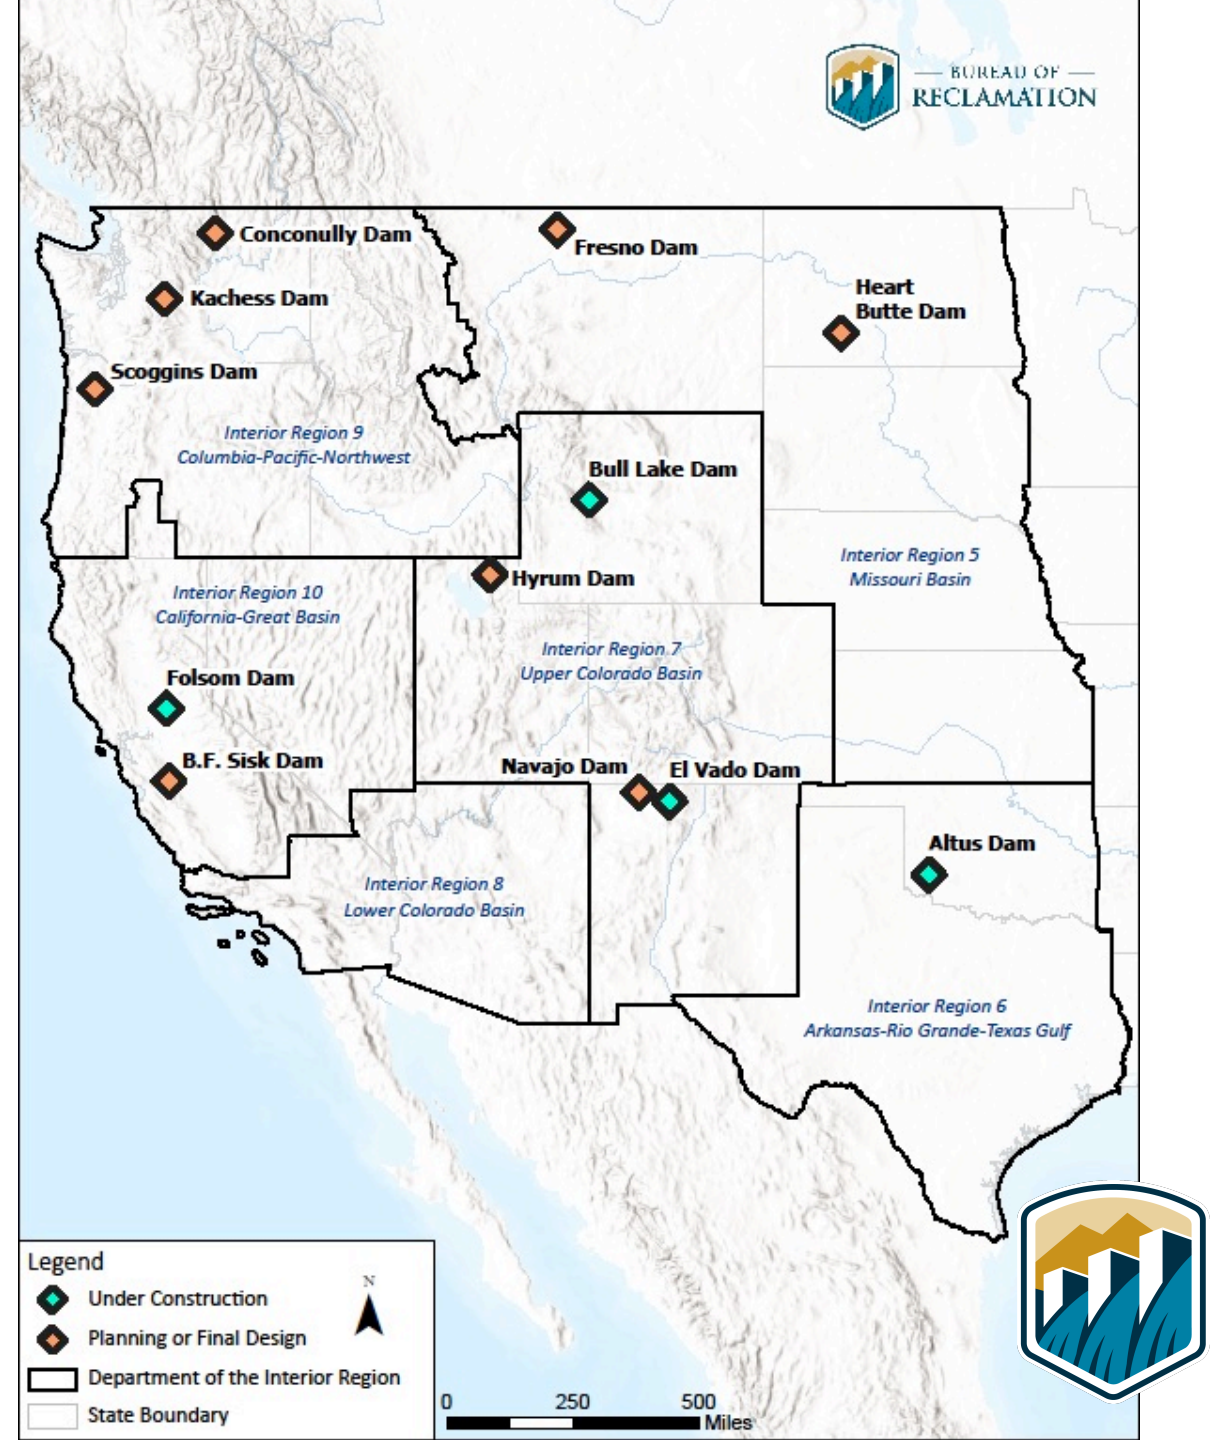 BUREAU OF
RECLAMATION
Conconully Dam
Fresno Dam
Kachess Dam
Heart
Butte Dam
Scoggins Dam
Interior Region 9
Columbia-Pacific-Northwest
Bull Lake Dam
Interior Region 5
Missouri Basin
Hyrum Dam
Interior Region 10
California-Great Basin
Interior Region 7
Upper Colorado Basin
Folsom Dam
B.F. Sisk Dam
Navajo Dam
El Vado Dam
Altus Dam
Interior Region 8
Lower Colorado Basin
Interior Region 6
Arkansas-Rio Grande-Texas Gulf
Legend
Under Construction
Planning or Final Design
Department of the Interior Region
State Boundary
N
0 250 500
Miles